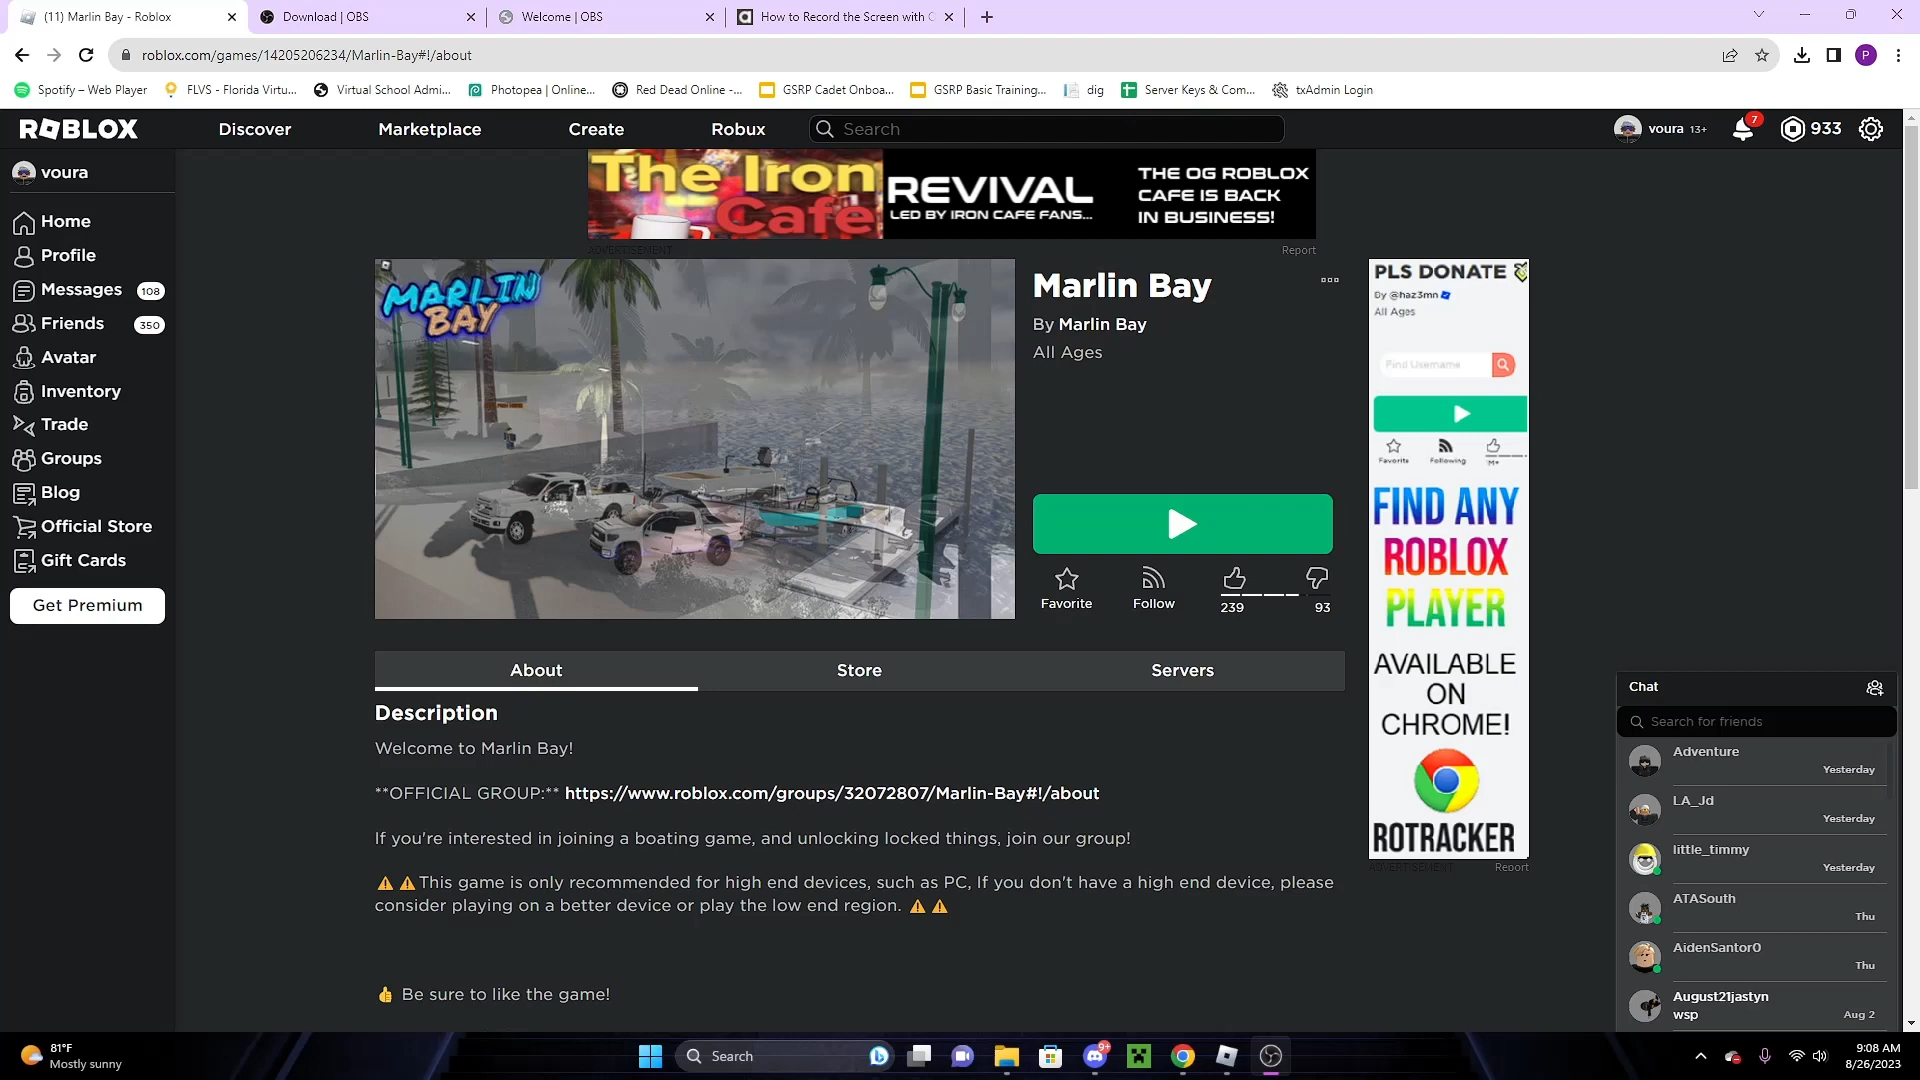 (11) Marlin Bay - Roblox
Download | OBS
Welcome | OBS
How to Record the Screen with
roblox.com/games/14205206234/Marlin-Bay#!/about
P
Spotify – Web Player
FLVS - Florida Virtu...
Virtual School Admi...
Photopea | Online...
Red Dead Online -...
GSRP Cadet Onboa...
GSRP Basic Training...
dig
Server Keys & Com...
txAdmin Login
ROBLOX
Discover
Marketplace
Create
Robux
Search
voura 13+
7
933
voura
Home
Profile
Messages 108
Friends 350
Avatar
Inventory
Trade
Groups
Blog
Official Store
Gift Cards
Get Premium
The Iron
Cafe
REVIVAL
LED BY IRON CAFE FANS...
THE OG ROBLOX
CAFE IS BACK
IN BUSINESS!
ADVERTISEMENT
Report
MARLIN
BAY
Marlin Bay
By Marlin Bay
All Ages
Favorite
Follow
239
93
PLS DONATE
By @haz3mn
All Ages
Find Username
Favorite
Following
1M+
FIND ANY
ROBLOX
PLAYER
AVAILABLE
ON
CHROME!
ROTRACKER
ADVERTISEMENT
Report
About
Store
Servers
Description
Welcome to Marlin Bay!
**OFFICIAL GROUP:** https://www.roblox.com/groups/32072807/Marlin-Bay#!/about
If you're interested in joining a boating game, and unlocking locked things, join our group!
⚠️ ⚠️This game is only recommended for high end devices, such as PC, If you don't have a high end device, please
consider playing on a better device or play the low end region. ⚠️ ⚠️
👍 Be sure to like the game!
Chat
Search for friends
Adventure
Yesterday
LA_Jd
Yesterday
little_timmy
Yesterday
ATASouth
Thu
AidenSantor0
Thu
August21jastyn
wsp
Aug 2
81°F
Mostly sunny
Search
9+
9:08 AM
8/26/2023